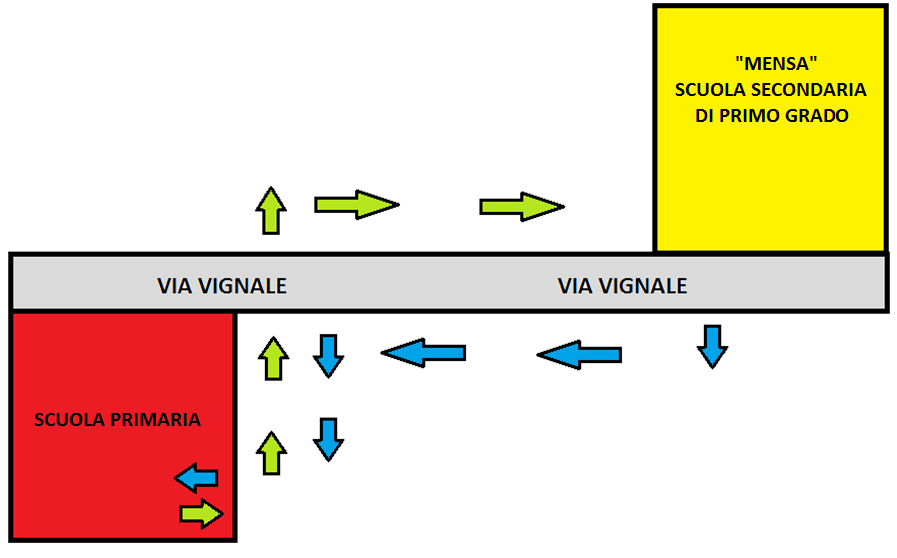 "MENSA"
SCUOLA SECONDARIA
DI PRIMO GRADO
VIA VIGNALE
VIA VIGNALE
SCUOLA PRIMARIA